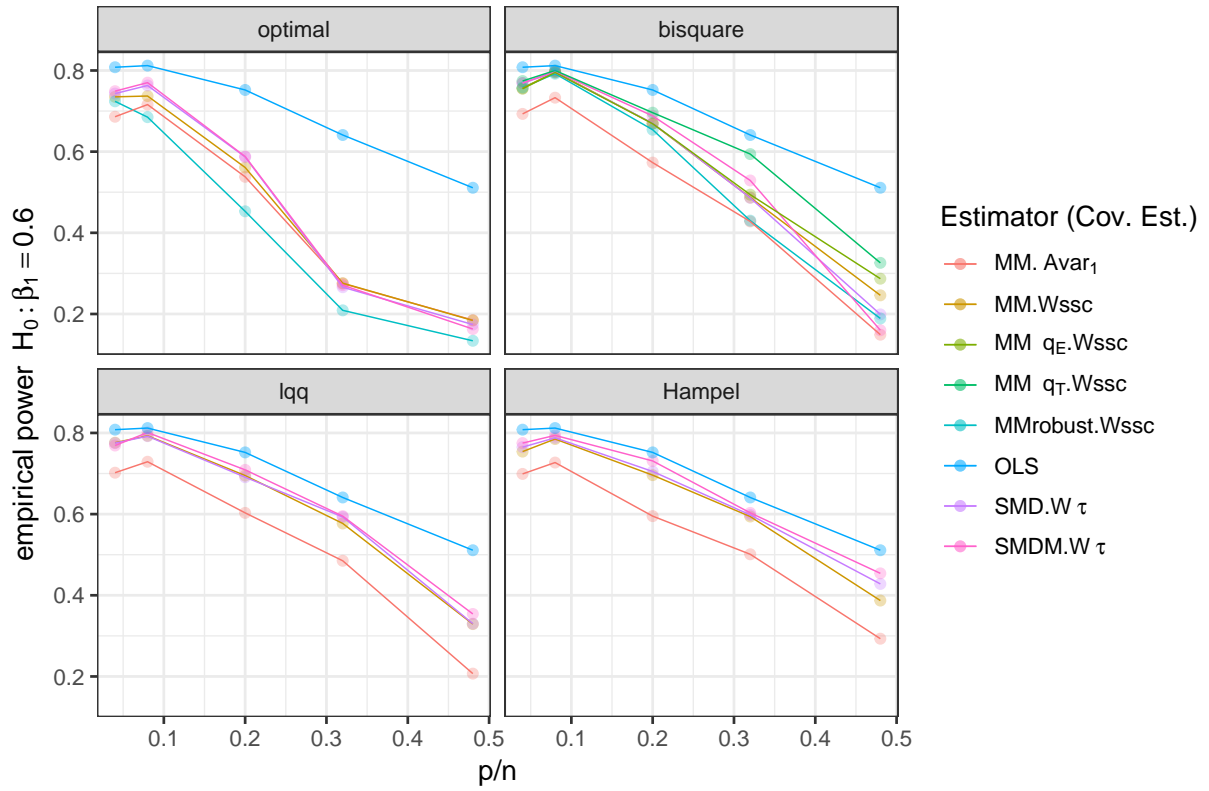 optimal
bisquare
0.8
0.6
0.4
0.2
lqq
Hampel
0.8
0.6
0.4
0.2
0.1 0.2 0.3 0.4 0.5
0.1 0.2 0.3 0.4 0.5
p/n
empirical power H₀ : β₁ = 0.6
Estimator (Cov. Est.)
MM. Avar₁
MM.Wssc
MM q_E.Wssc
MM q_T.Wssc
MMrobust.Wssc
OLS
SMD.W τ
SMDM.W τ